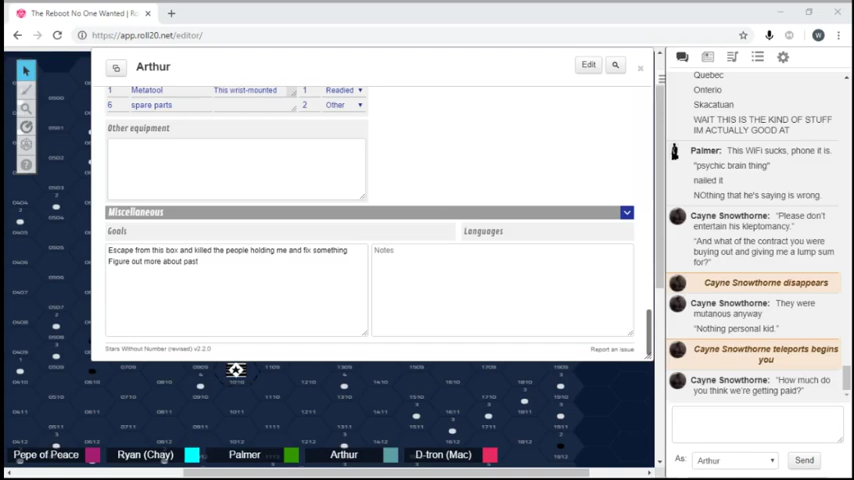 The Reboot No One Wanted | Ro
https://app.roll20.net/editor/
W
Arthur
Edit
1 Metatool This wrist-mounted 1 Readied
6 spare parts 2 Other
Other equipment
Miscellaneous
Goals
Languages
Escape from this box and killed the people holding me and fix something
Figure out more about past
Notes
Stars Without Number (revised) v2.2.0
Report an issue
Quebec
Onterio
Skacatuan
WAIT THIS IS THE KIND OF STUFF
IM ACTUALLY GOOD AT
Palmer: This WiFi sucks, phone it is.
"psychic brain thing"
nailed it
NOthing that he's saying is wrong.
Cayne Snowthorne: "Please don't
entertain his kleptomancy."
"And what of the contract you were
buying out and giving me a lump sum
for?"
Cayne Snowthorne disappears
Cayne Snowthorne: They were
mutanous anyway
"Nothing personal kid."
Cayne Snowthorne teleports begins
you
Cayne Snowthorne: "How much do
you think we're getting paid?"
As: Arthur
Send
Pepe of Peace
Ryan (Chay)
Palmer
Arthur
D-tron (Mac)